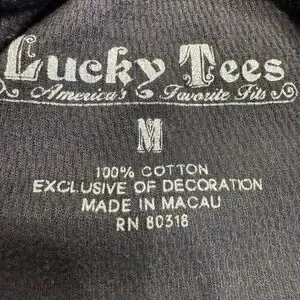 Lucky Tees
America's Favorite Fits
M
100% COTTON
EXCLUSIVE OF DECORATION
MADE IN MACAU
RN 80318